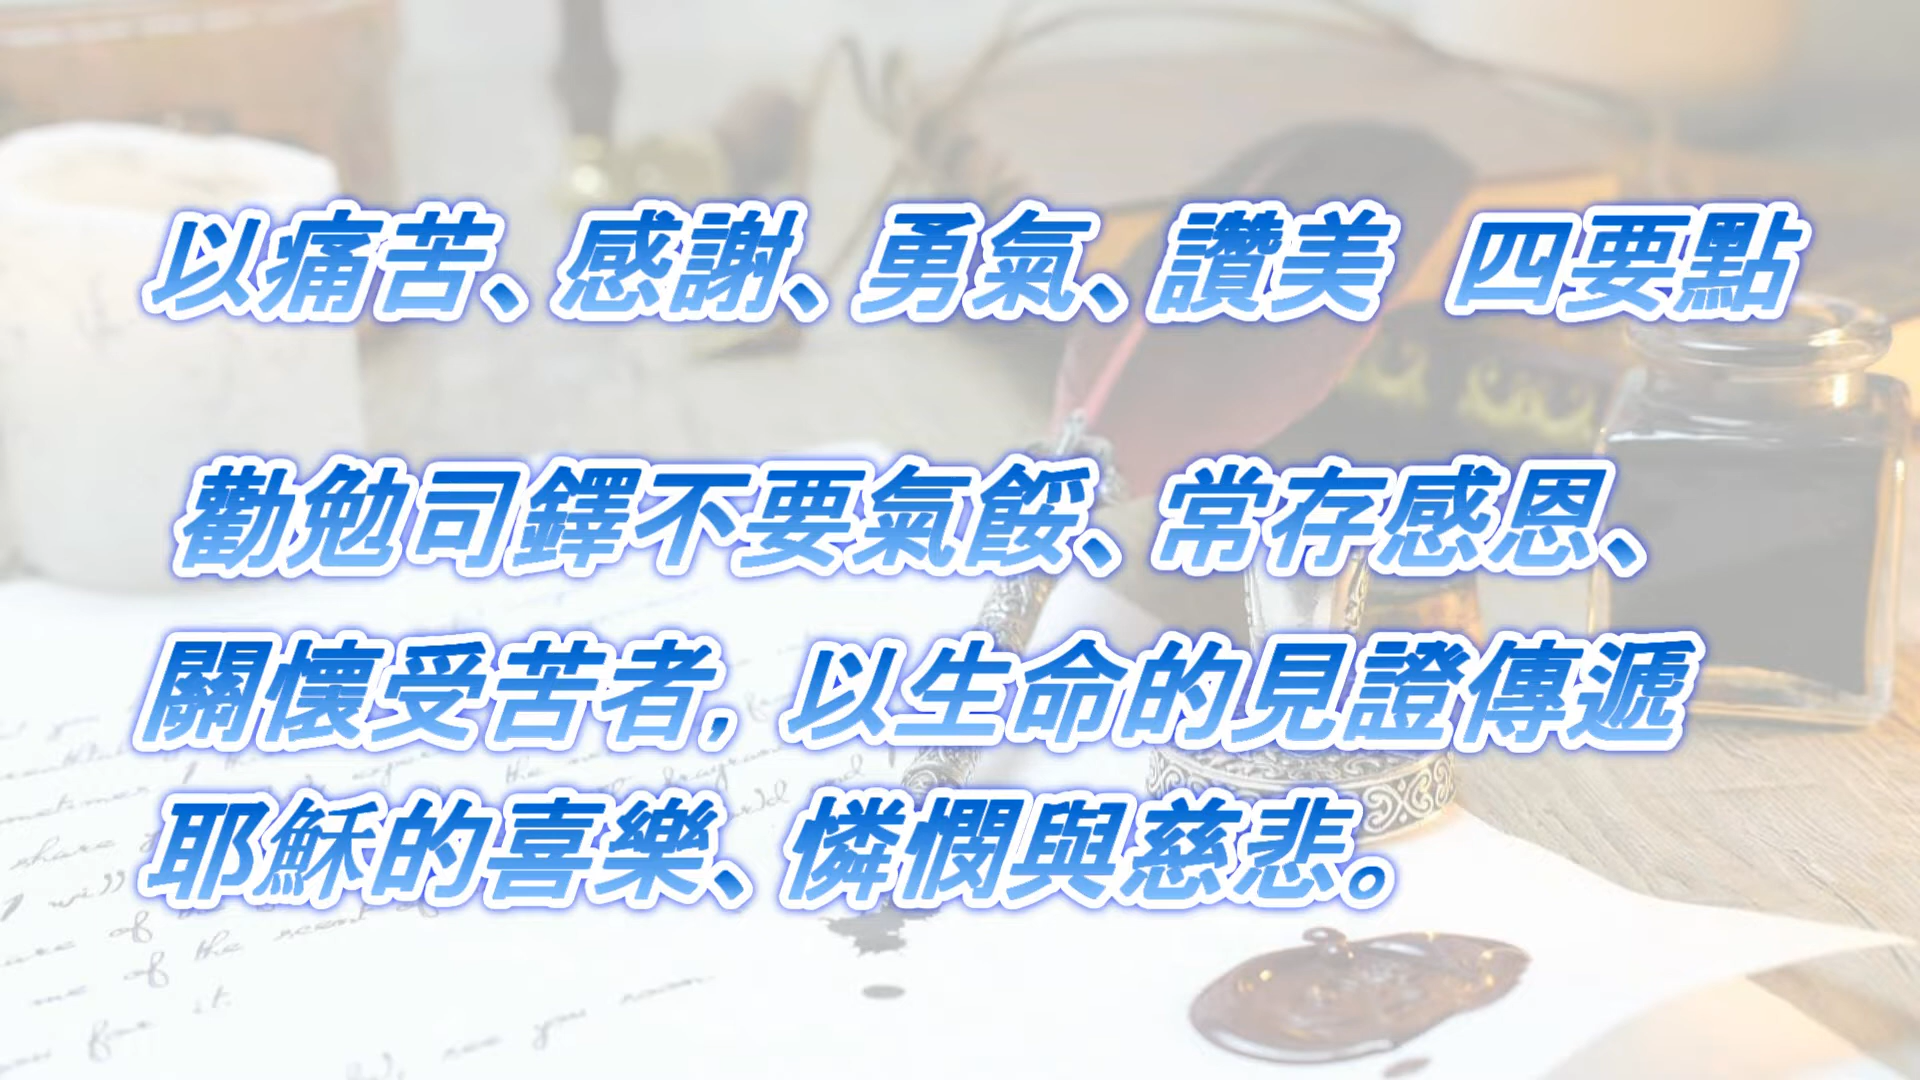 以痛苦、感謝、勇氣、讚美 四要點
勸勉司鐸不要氣餒、常存感恩、
關懷受苦者，以生命的見證傳遞
耶穌的喜樂、憐憫與慈悲。